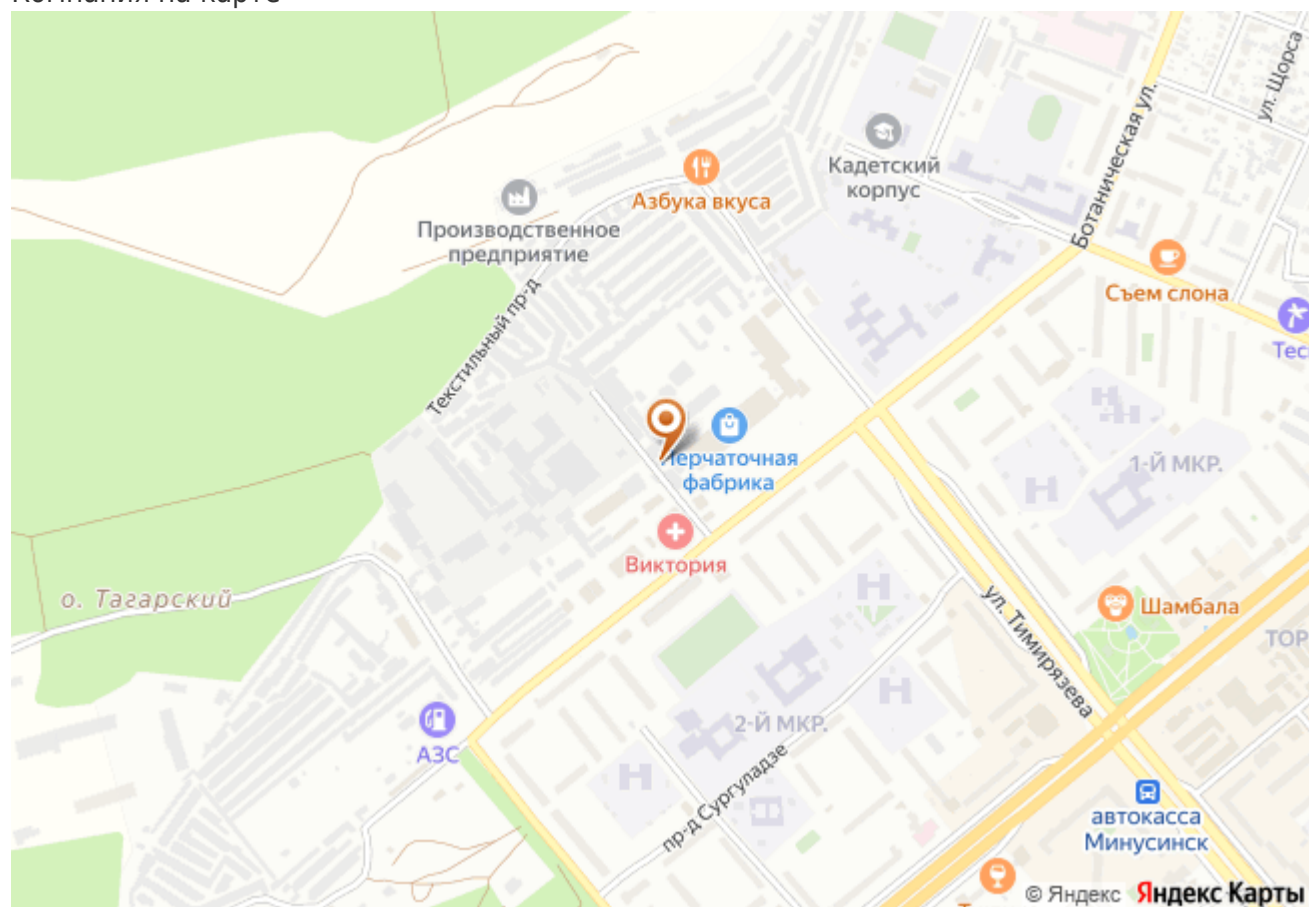 ул. Щорса
Ботаническая ул.
Кадетский
корпус
Азбука вкуса
Производственное
предприятие
Съем слона
Текстильный пр-д
Перчаточная
фабрика
1-Й МКР.
Виктория
о. Тагарский
Шамбала
ул. Тимирязева
2-Й МКР.
АЗС
пр-д Сургуладзе
автокасса
Минусинск
© Яндекс Яндекс Карты